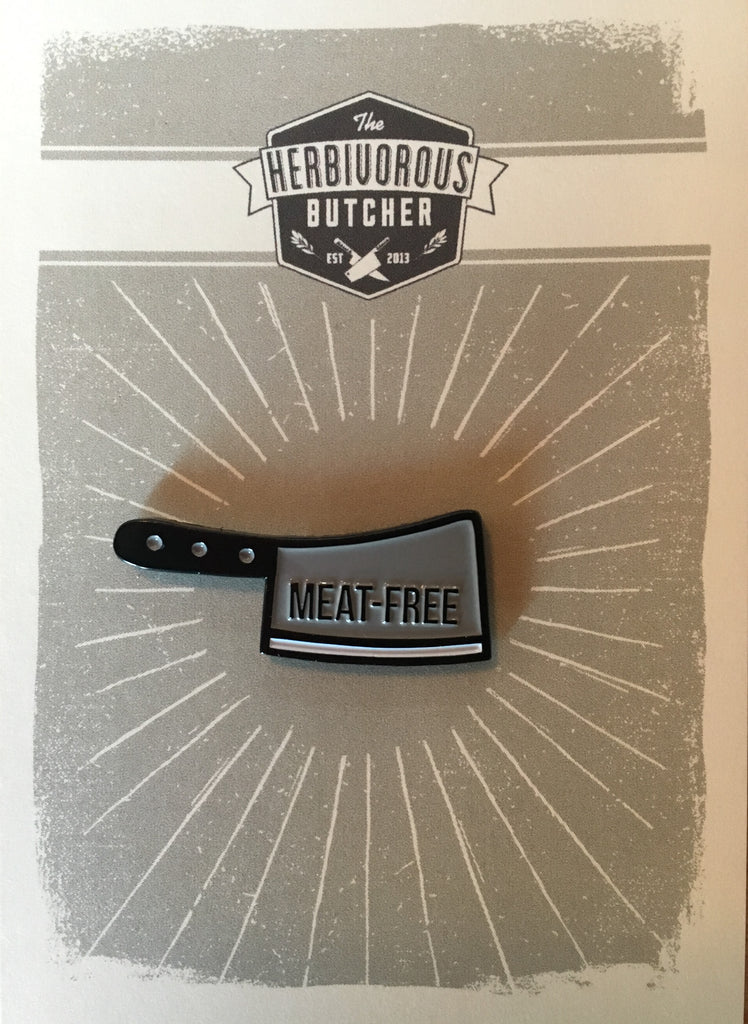 The
HERBIVOROUS
BUTCHER
EST 2013
MEAT-FREE